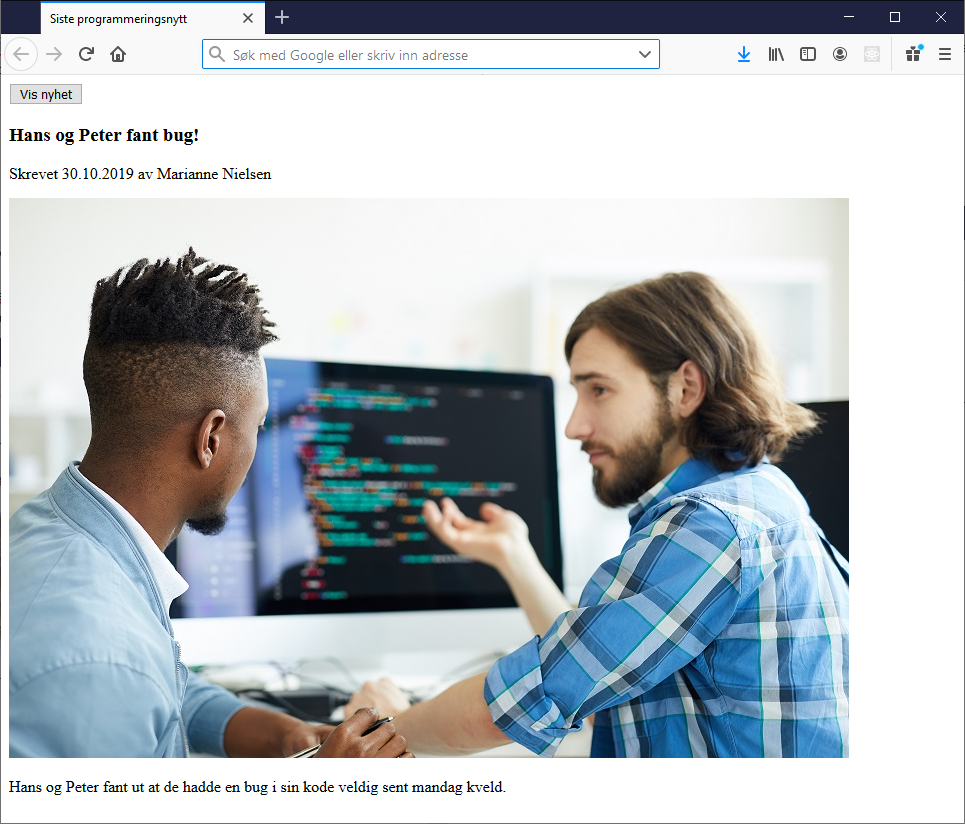 Siste programmeringsnytt
Søk med Google eller skriv inn adresse
Vis nyhet
Hans og Peter fant bug!
Skrevet 30.10.2019 av Marianne Nielsen
Hans og Peter fant ut at de hadde en bug i sin kode veldig sent mandag kveld.